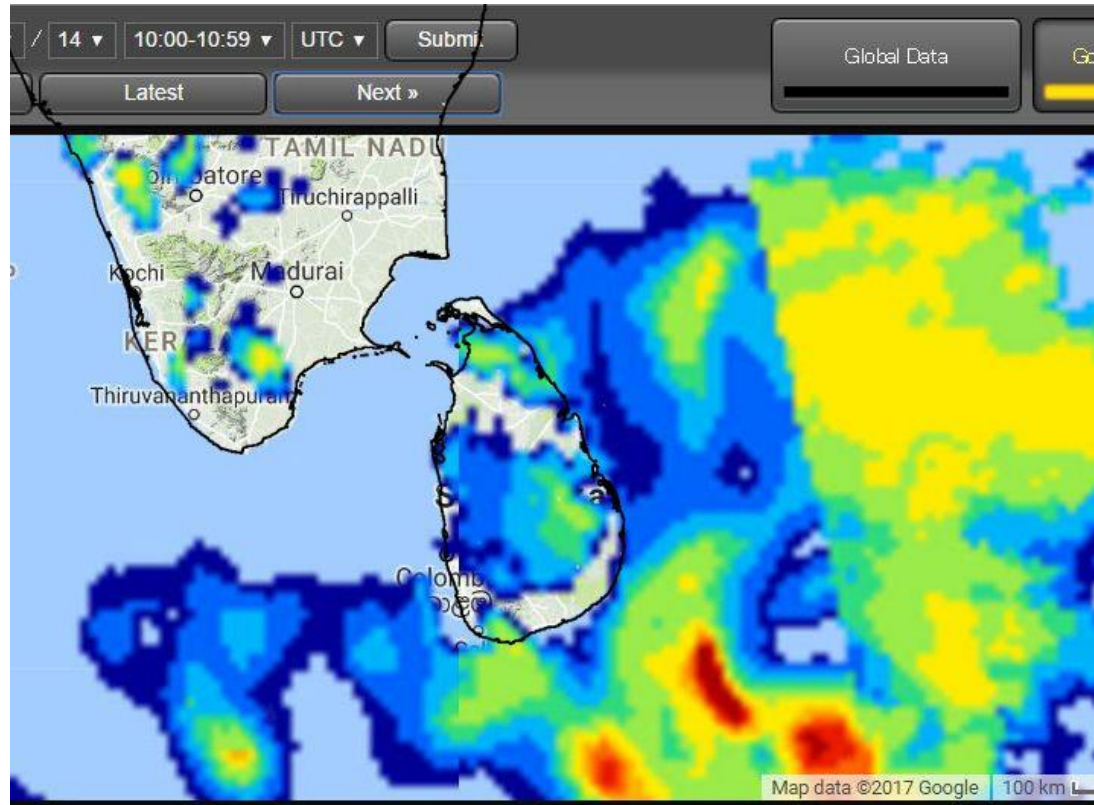 / 14 ▾ 10:00-10:59 ▾ UTC ▾ Submit
Latest Next »
Global Data
TAMIL NADU
Tiruchirappalli
Kochi
Madurai
Thiruvananthapuram
Map data ©2017 Google 100 km